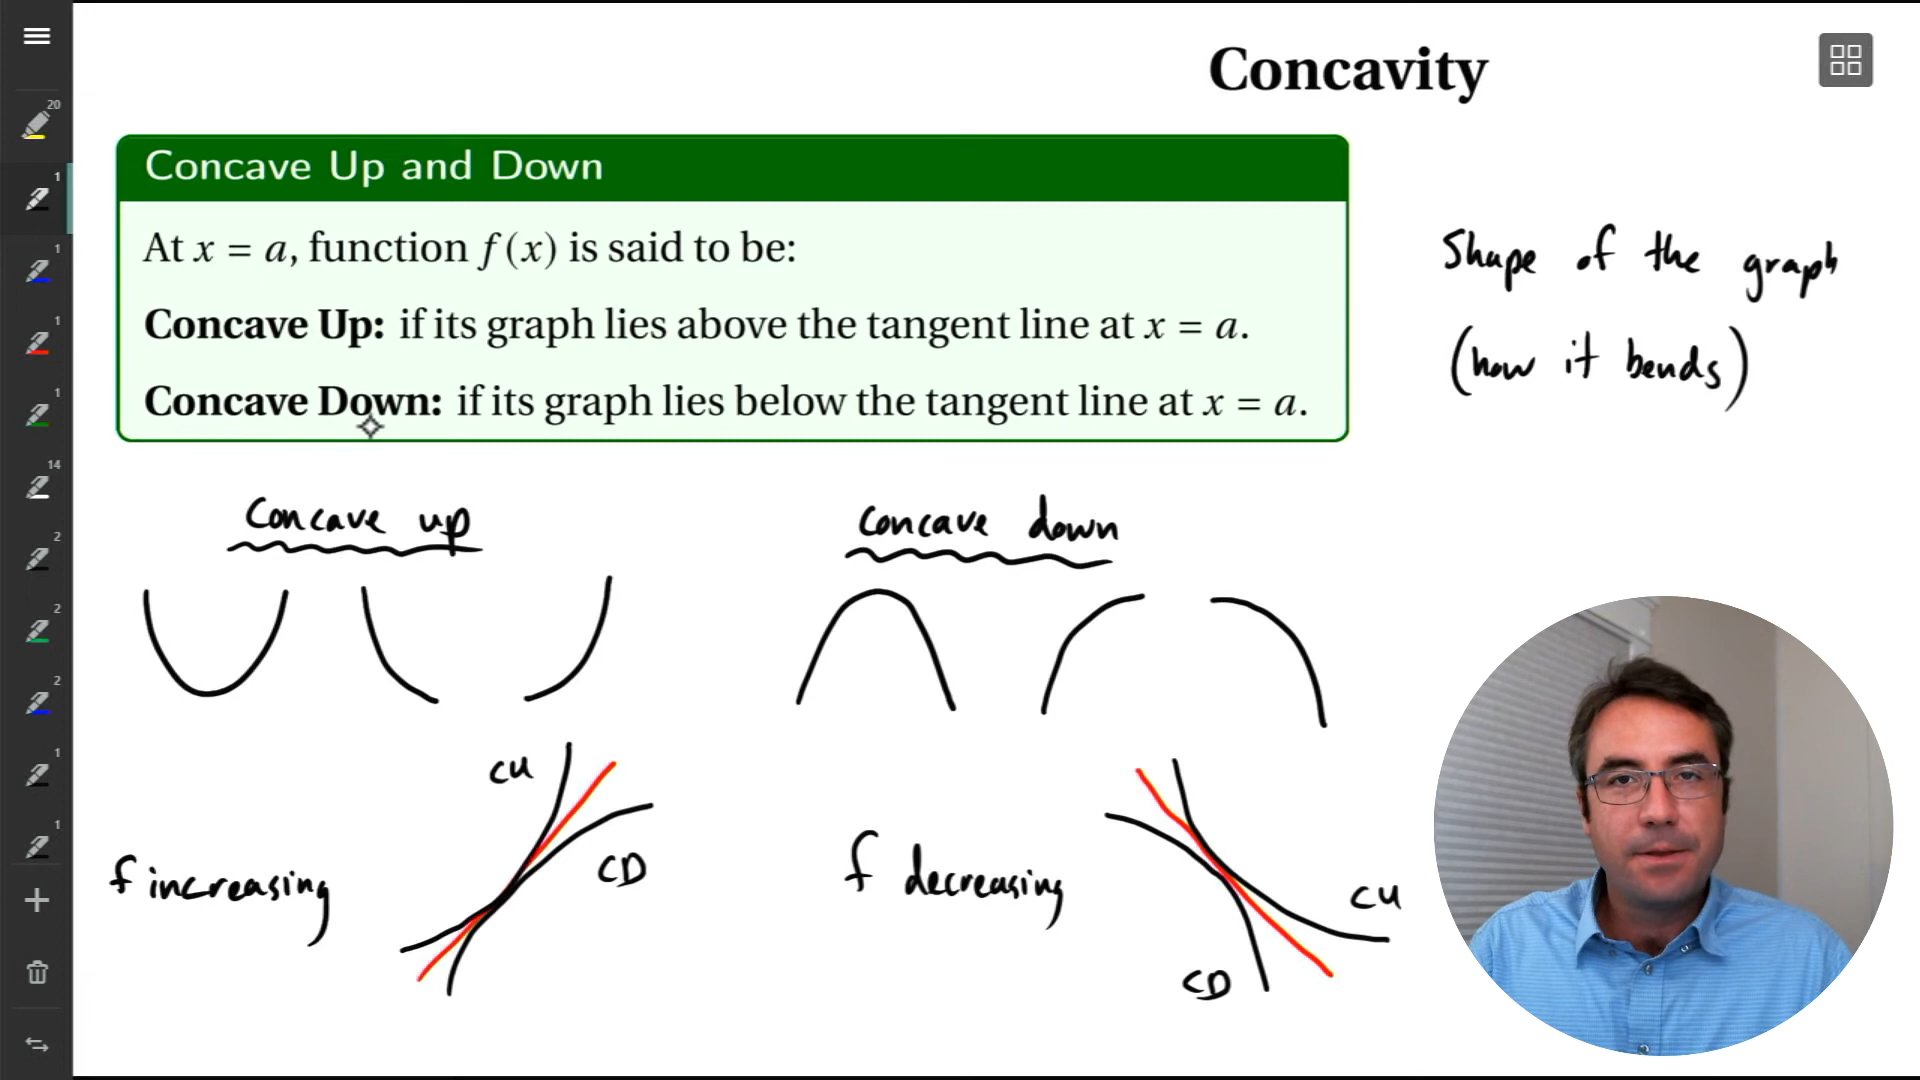 Concavity
Concave Up and Down
At x = a, function f(x) is said to be:
Concave Up: if its graph lies above the tangent line at x = a.
Concave Down: if its graph lies below the tangent line at x = a.
Shape of the graph
(how it bends)
Concave up
Concave down
CU
CD
f increasing
f decreasing
CU
CD
20
1
1
1
1
14
2
2
2
1
1